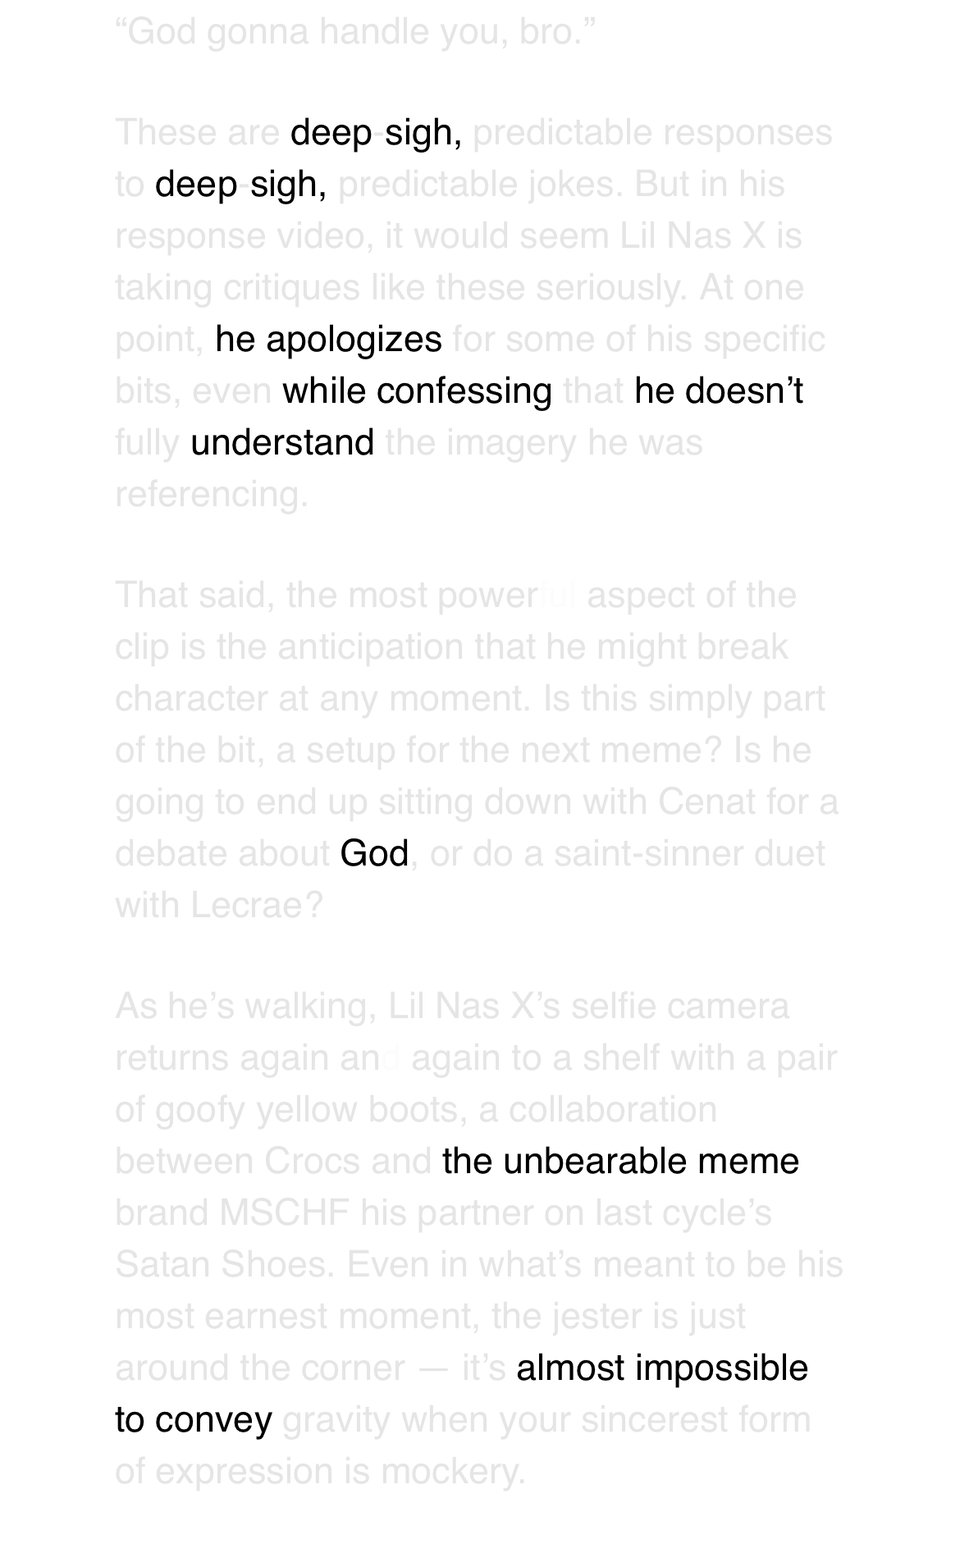 “God gonna handle you, bro.”
These are deep-sigh, predictable responses
to deep-sigh, predictable jokes. But in his
response video, it would seem Lil Nas X is
taking critiques like these seriously. At one
point, he apologizes for some of his specific
bits, even while confessing that he doesn’t
fully understand the imagery he was
referencing.
That said, the most powerful aspect of the
clip is the anticipation that he might break
character at any moment. Is this simply part
of the bit, a setup for the next meme? Is he
going to end up sitting down with Cenat for a
debate about God, or do a saint-sinner duet
with Lecrae?
As he’s walking, Lil Nas X’s selfie camera
returns again and again to a shelf with a pair
of goofy yellow boots, a collaboration
between Crocs and the unbearable meme
brand MSCHF his partner on last cycle’s
Satan Shoes. Even in what’s meant to be his
most earnest moment, the jester is just
around the corner — it’s almost impossible
to convey gravity when your sincerest form
of expression is mockery.